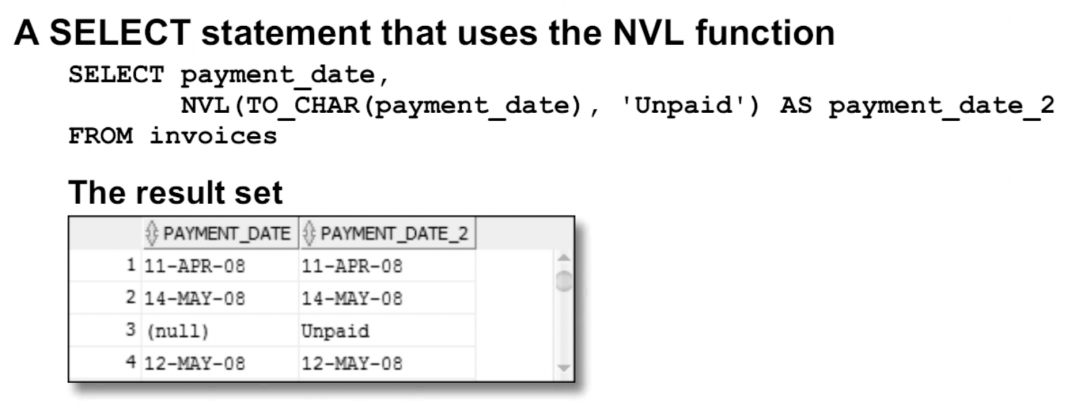 A SELECT statement that uses the NVL function
SELECT payment_date,
NVL(TO_CHAR(payment_date), 'Unpaid') AS payment_date_2
FROM invoices
The result set
PAYMENT_DATE PAYMENT_DATE_2
1 11-APR-08 11-APR-08
2 14-MAY-08 14-MAY-08
3 (null) Unpaid
4 12-MAY-08 12-MAY-08